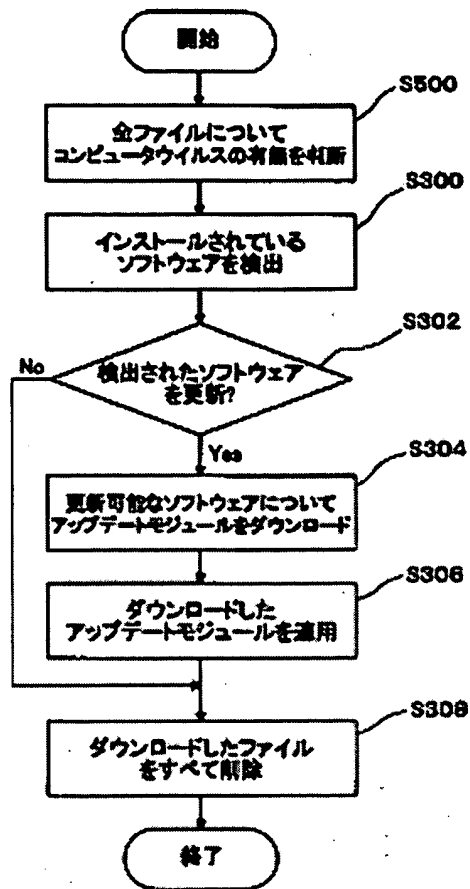 開始
S500
全ファイルについて
コンピュータウイルスの有無を判断
S300
インストールされている
ソフトウェアを検出
S302
No
検出されたソフトウェア
を更新?
Yes
S304
更新可能なソフトウェアについて
アップデートモジュールをダウンロード
S306
ダウンロードした
アップデートモジュールを適用
S308
ダウンロードしたファイル
をすべて削除
終了